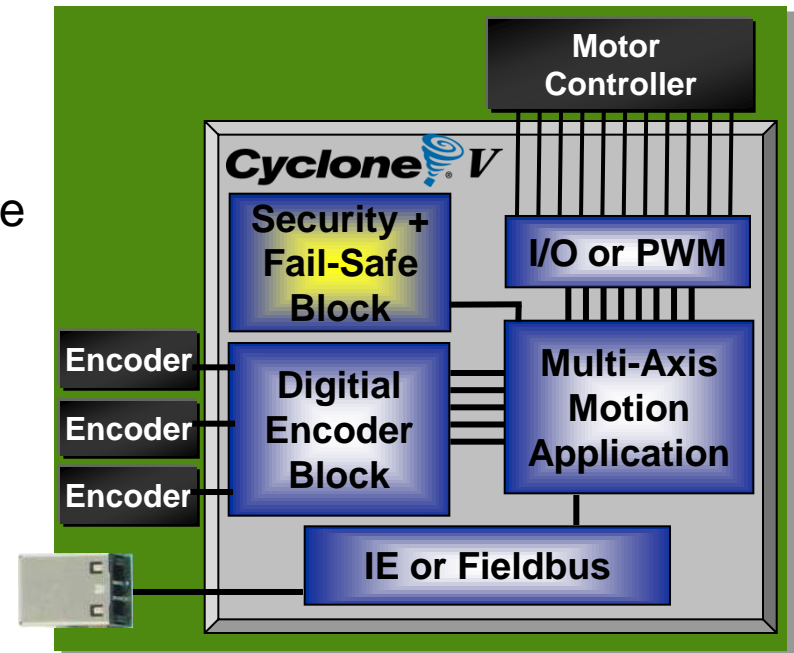 Motor
Controller
Cyclone V
e
Security +
Fail-Safe
Block
I/O or PWM
Encoder
Encoder
Encoder
Digitial
Encoder
Block
Multi-Axis
Motion
Application
IE or Fieldbus